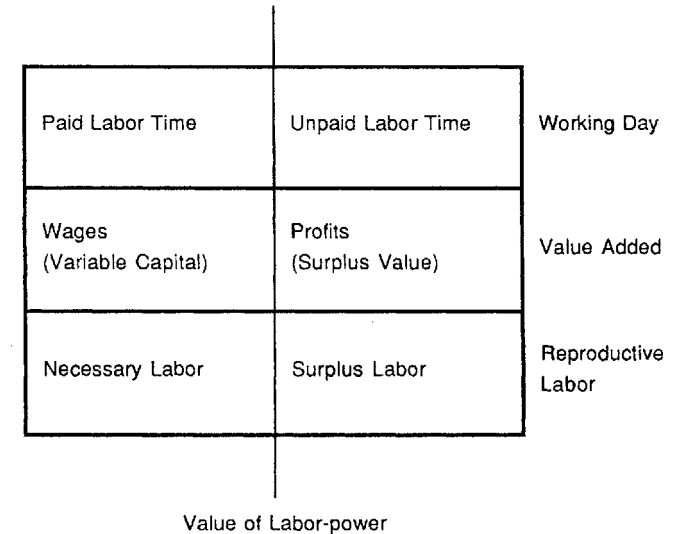 Paid Labor Time
Unpaid Labor Time
Working Day
Wages
(Variable Capital)
Profits
(Surplus Value)
Value Added
Necessary Labor
Surplus Labor
Reproductive
Labor
Value of Labor-power